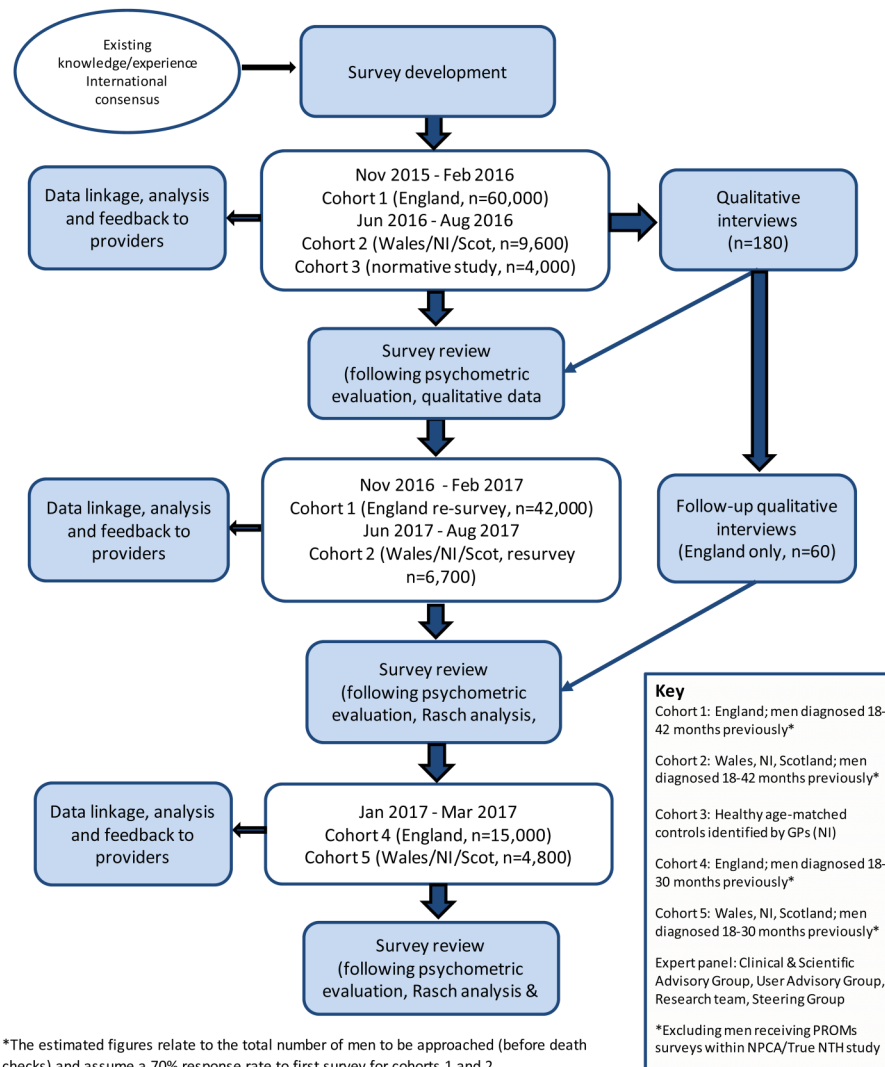 Existing
knowledge/experience
International
consensus
Survey development
Data linkage, analysis
and feedback to
providers
Nov 2015 - Feb 2016
Cohort 1 (England, n=60,000)
Jun 2016 - Aug 2016
Cohort 2 (Wales/NI/Scot, n=9,600)
Cohort 3 (normative study, n=4,000)
Qualitative
interviews
(n=180)
Survey review
(following psychometric
evaluation, qualitative data
Data linkage, analysis
and feedback to
providers
Nov 2016 - Feb 2017
Cohort 1 (England re-survey, n=42,000)
Jun 2017 - Aug 2017
Cohort 2 (Wales/NI/Scot, resurvey
n=6,700)
Follow-up qualitative
interviews
(England only, n=60)
Survey review
(following psychometric
evaluation, Rasch analysis,
Data linkage, analysis
and feedback to
providers
Jan 2017 - Mar 2017
Cohort 4 (England, n=15,000)
Cohort 5 (Wales/NI/Scot, n=4,800)
Survey review
(following psychometric
evaluation, Rasch analysis &
Key
Cohort 1: England; men diagnosed 18-
42 months previously*
Cohort 2: Wales, NI, Scotland; men
diagnosed 18-42 months previously*
Cohort 3: Healthy age-matched
controls identified by GPs (NI)
Cohort 4: England; men diagnosed 18-
30 months previously*
Cohort 5: Wales, NI, Scotland; men
diagnosed 18-30 months previously*
Expert panel: Clinical & Scientific
Advisory Group, User Advisory Group,
Research team, Steering Group
*Excluding men receiving PROMs
surveys within NPCA/True NTH study
*The estimated figures relate to the total number of men to be approached (before death
checks) and assume a 70% response rate to first survey for cohorts 1 and 2